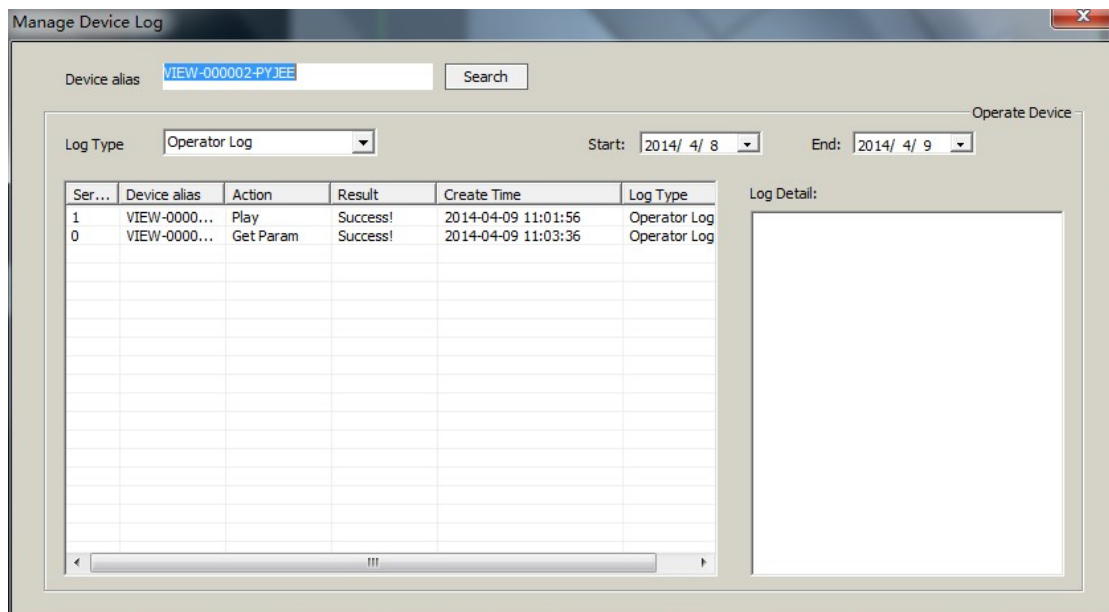 Manage Device Log
Device alias VIEW-000002-PYJEE Search
Operate Device
Log Type Operator Log Start: 2014/ 4/ 8 End: 2014/ 4/ 9
Ser... Device alias Action Result Create Time Log Type Log Detail:
1 VIEW-0000... Play Success! 2014-04-09 11:01:56 Operator Log
0 VIEW-0000... Get Param Success! 2014-04-09 11:03:36 Operator Log